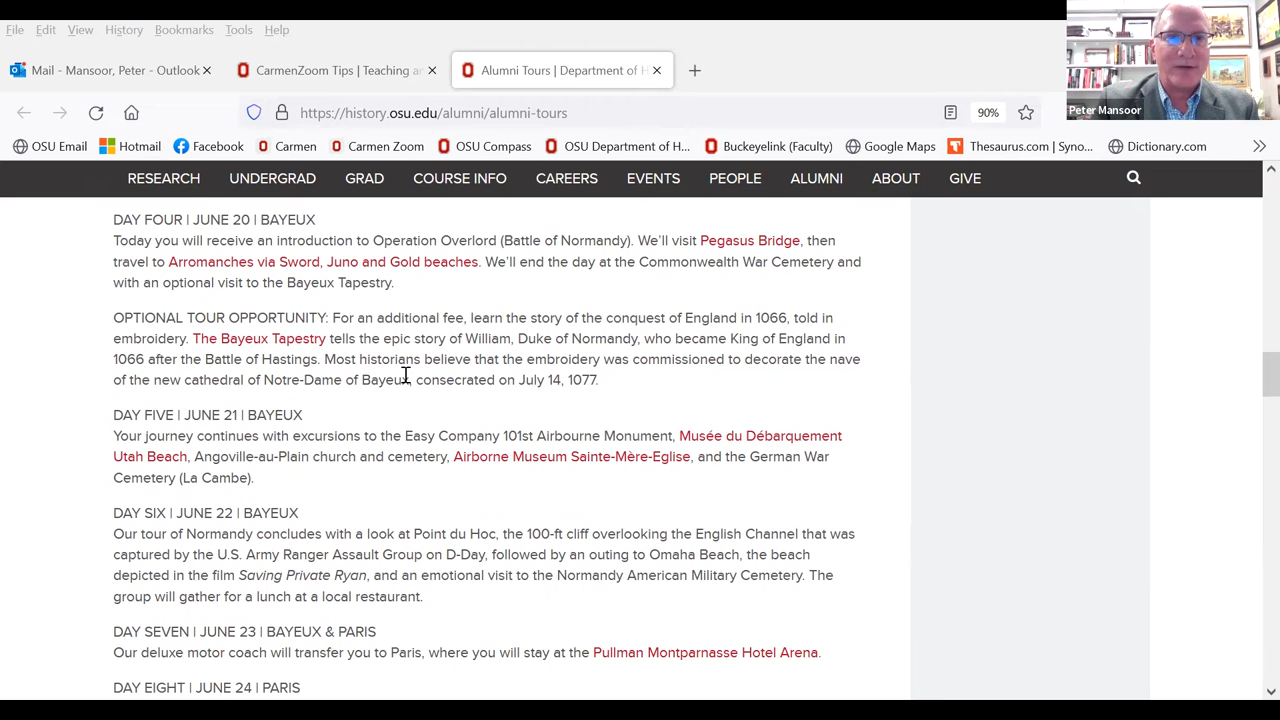 File Edit View History Bookmarks Tools Help
Mail - Mansoor, Peter - Outlook CarmenZoom Tips | Teaching a Alumni Tours | Department of H
https://history.osu.edu/alumni/alumni-tours 90%
Peter Mansoor
OSU Email Hotmail Facebook Carmen Carmen Zoom OSU Compass OSU Department of H... Buckeyelink (Faculty) Google Maps Thesaurus.com | Syno... Dictionary.com
RESEARCH UNDERGRAD GRAD COURSE INFO CAREERS EVENTS PEOPLE ALUMNI ABOUT GIVE
DAY FOUR | JUNE 20 | BAYEUX
Today you will receive an introduction to Operation Overlord (Battle of Normandy). We'll visit Pegasus Bridge, then
travel to Arromanches via Sword, Juno and Gold beaches. We'll end the day at the Commonwealth War Cemetery and
with an optional visit to the Bayeux Tapestry.
OPTIONAL TOUR OPPORTUNITY: For an additional fee, learn the story of the conquest of England in 1066, told in
embroidery. The Bayeux Tapestry tells the epic story of William, Duke of Normandy, who became King of England in
1066 after the Battle of Hastings. Most historians believe that the embroidery was commissioned to decorate the nave
of the new cathedral of Notre-Dame of Bayeux, consecrated on July 14, 1077.
DAY FIVE | JUNE 21 | BAYEUX
Your journey continues with excursions to the Easy Company 101st Airbourne Monument, Musée du Débarquement
Utah Beach, Angoville-au-Plain church and cemetery, Airborne Museum Sainte-Mère-Eglise, and the German War
Cemetery (La Cambe).
DAY SIX | JUNE 22 | BAYEUX
Our tour of Normandy concludes with a look at Point du Hoc, the 100-ft cliff overlooking the English Channel that was
captured by the U.S. Army Ranger Assault Group on D-Day, followed by an outing to Omaha Beach, the beach
depicted in the film Saving Private Ryan, and an emotional visit to the Normandy American Military Cemetery. The
group will gather for a lunch at a local restaurant.
DAY SEVEN | JUNE 23 | BAYEUX & PARIS
Our deluxe motor coach will transfer you to Paris, where you will stay at the Pullman Montparnasse Hotel Arena.
DAY EIGHT | JUNE 24 | PARIS